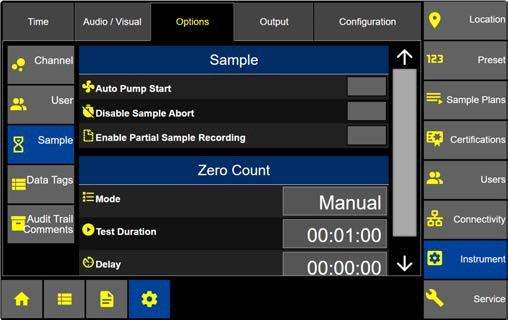 Time
Audio / Visual
Options
Output
Configuration
Location
123
Preset
Sample Plans
Certifications
Users
Connectivity
Instrument
Service
Channel
User
Sample
Data Tags
Audit Trail
Comments
Sample
Auto Pump Start
Disable Sample Abort
Enable Partial Sample Recording
Zero Count
Mode
Manual
Test Duration
00:01:00
Delay
00:00:00